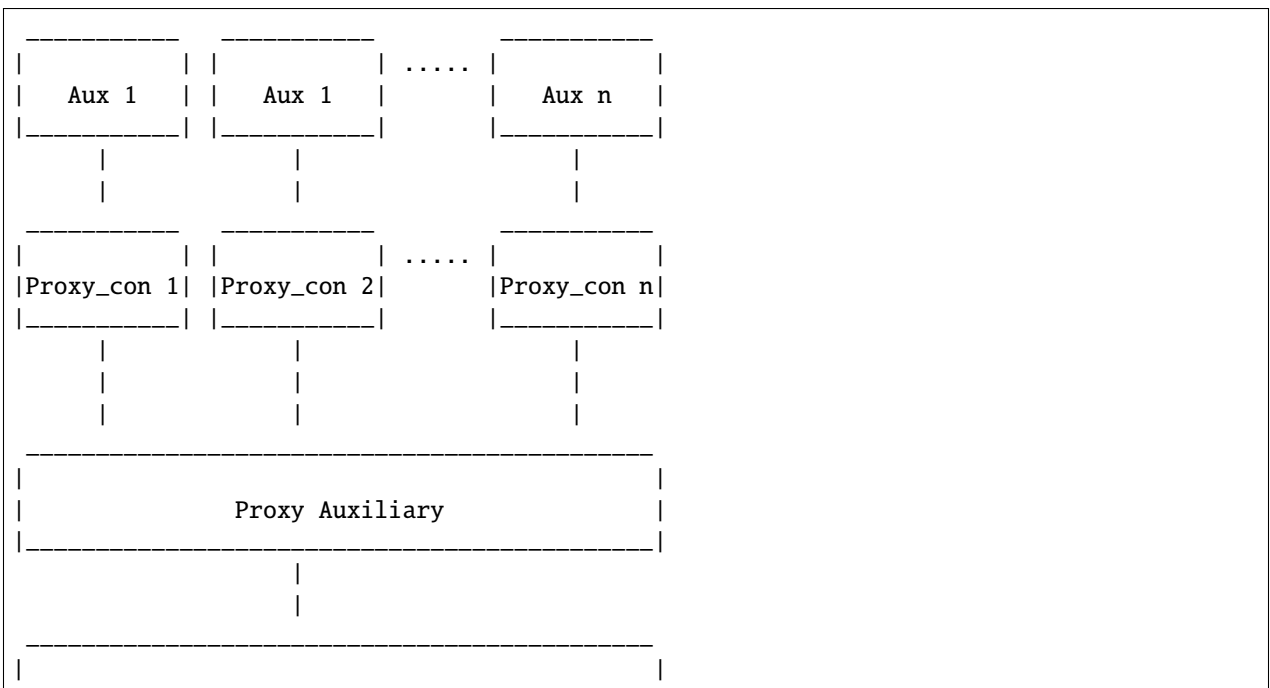 ..... 
Aux 1 Aux 1 Aux n
.....
Proxy_con 1 Proxy_con 2 Proxy_con n
Proxy Auxiliary